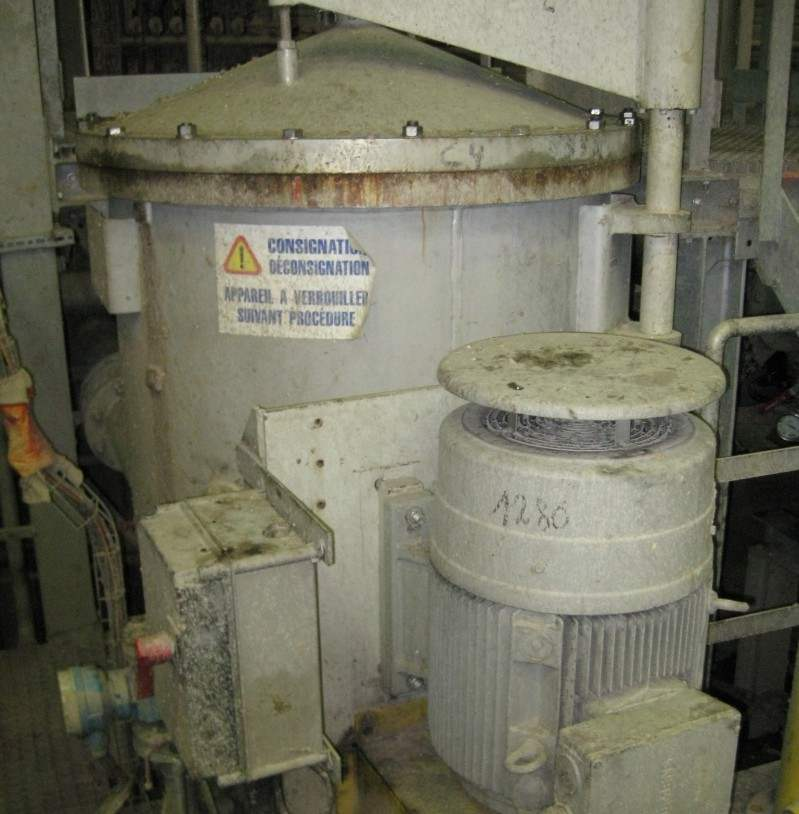 CONSIGNATION
DÉCONSIGNATION
APPAREIL A VERROUILLER
SUIVANT PROCÉDURE
1280